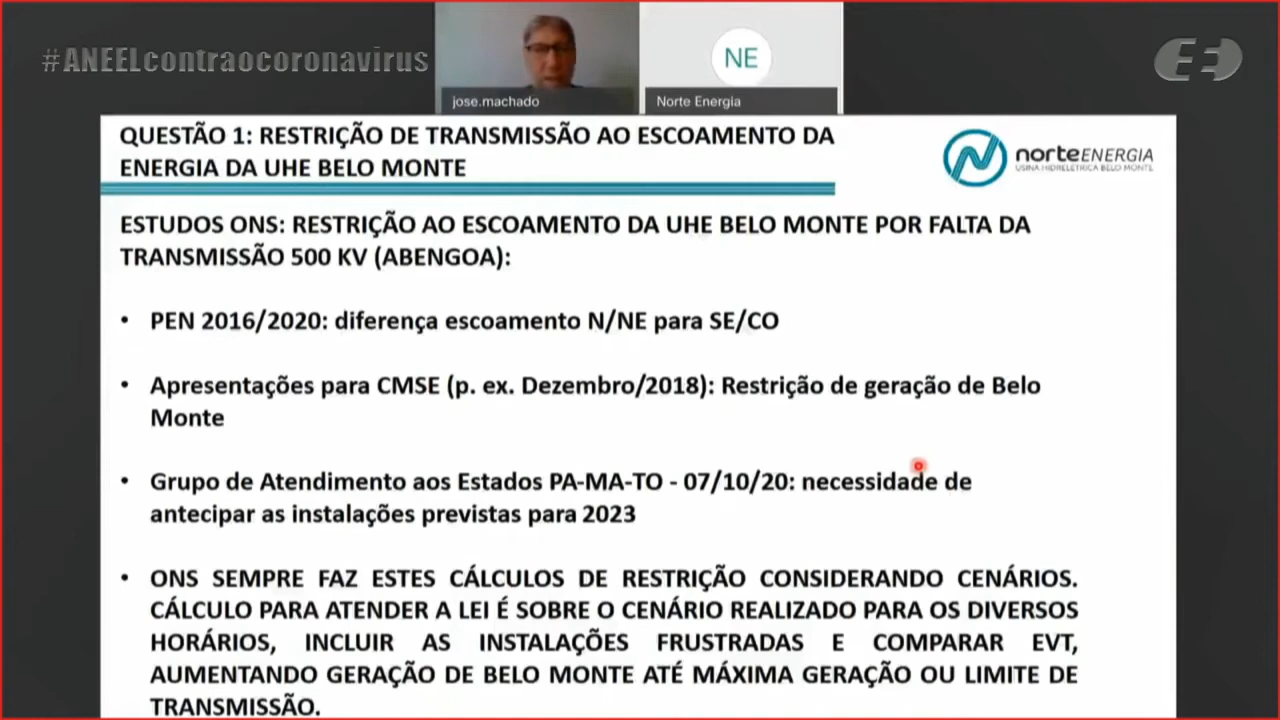 #ANEELcontraocoronavirus
NE
jose.machado
Norte Energia
QUESTÃO 1: RESTRIÇÃO DE TRANSMISSÃO AO ESCOAMENTO DA
ENERGIA DA UHE BELO MONTE
norteENERGIA
USINA HIDRELÉTRICA BELO MONTE
ESTUDOS ONS: RESTRIÇÃO AO ESCOAMENTO DA UHE BELO MONTE POR FALTA DA
TRANSMISSÃO 500 KV (ABENGOA):
• PEN 2016/2020: diferença escoamento N/NE para SE/CO
• Apresentações para CMSE (p. ex. Dezembro/2018): Restrição de geração de Belo
Monte
• Grupo de Atendimento aos Estados PA-MA-TO - 07/10/20: necessidade de
antecipar as instalações previstas para 2023
• ONS SEMPRE FAZ ESTES CÁLCULOS DE RESTRIÇÃO CONSIDERANDO CENÁRIOS.
CÁLCULO PARA ATENDER A LEI É SOBRE O CENÁRIO REALIZADO PARA OS DIVERSOS
HORÁRIOS, INCLUIR AS INSTALAÇÕES FRUSTRADAS E COMPARAR EVT,
AUMENTANDO GERAÇÃO DE BELO MONTE ATÉ MÁXIMA GERAÇÃO OU LIMITE DE
TRANSMISSÃO.